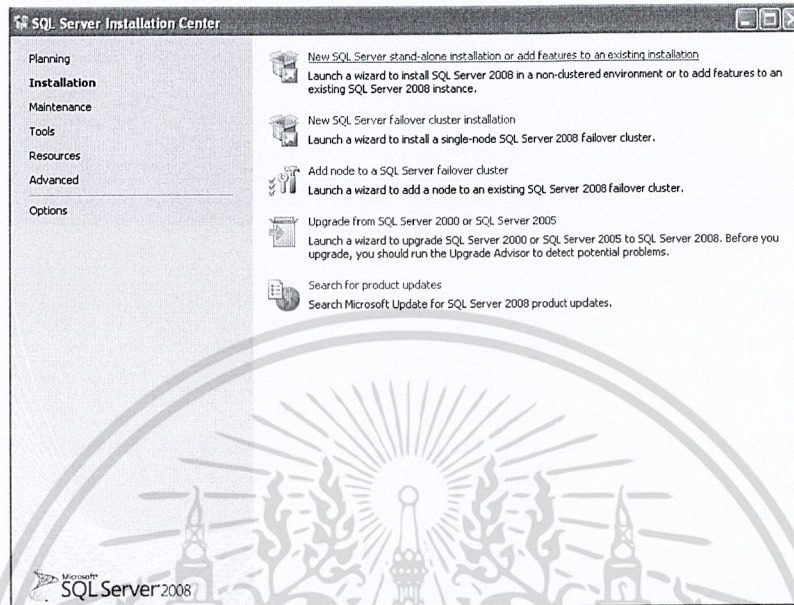 SQL Server Installation Center
Planning
Installation
Maintenance
Tools
Resources
Advanced
Options
New SQL Server stand-alone installation or add features to an existing installation
Launch a wizard to install SQL Server 2008 in a non-clustered environment or to add features to an
existing SQL Server 2008 instance.
New SQL Server failover cluster installation
Launch a wizard to install a single-node SQL Server 2008 failover cluster.
Add node to a SQL Server failover cluster
Launch a wizard to add a node to an existing SQL Server 2008 failover cluster.
Upgrade from SQL Server 2000 or SQL Server 2005
Launch a wizard to upgrade SQL Server 2000 or SQL Server 2005 to SQL Server 2008. Before you
upgrade, you should run the Upgrade Advisor to detect potential problems.
Search for product updates
Search Microsoft Update for SQL Server 2008 product updates.
Microsoft
SQL Server 2008